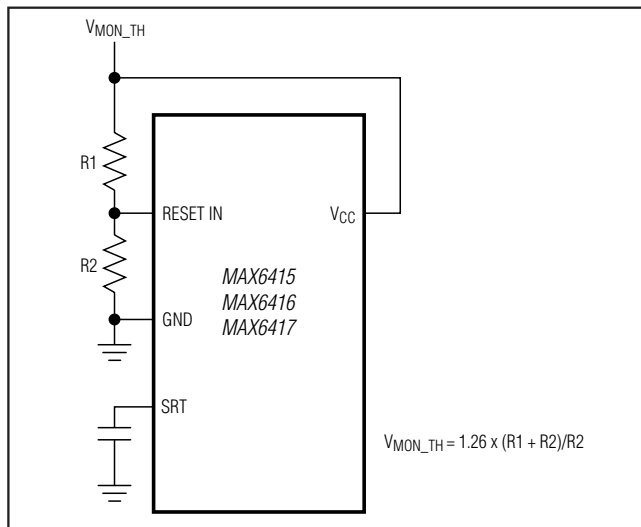 VMON_TH
R1
RESET IN
VCC
R2
MAX6415
MAX6416
MAX6417
GND
SRT
VMON_TH = 1.26 x (R1 + R2)/R2